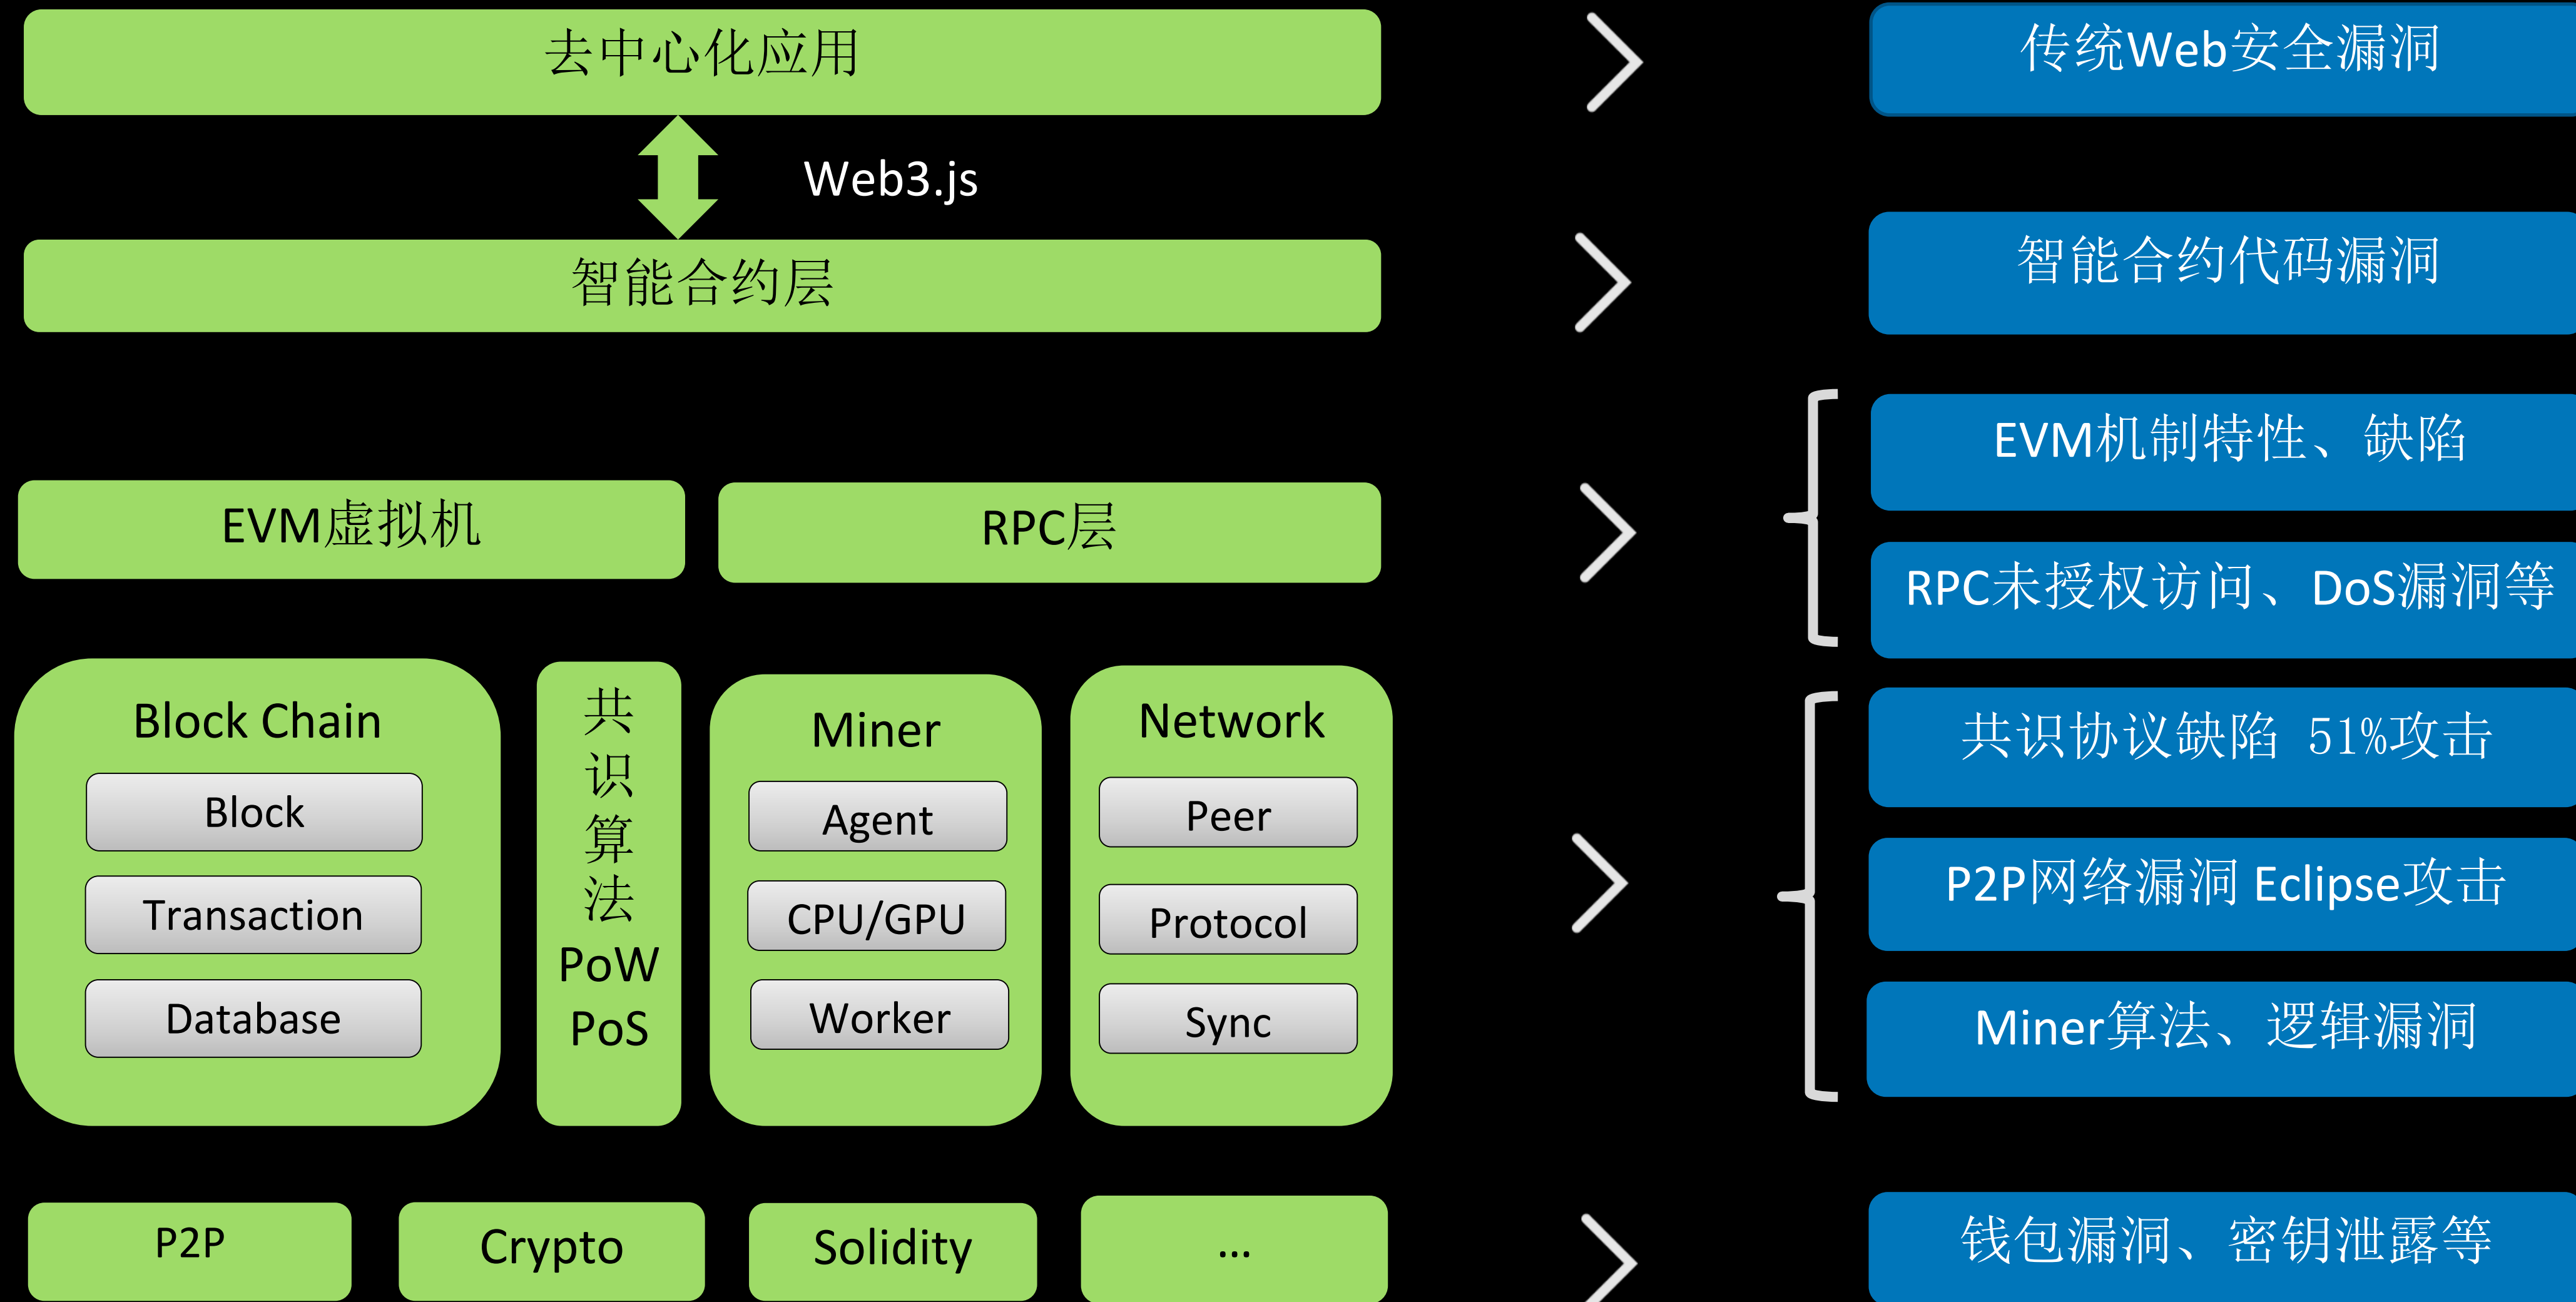 去中心化应用
传统Web安全漏洞
Web3.js
智能合约层
智能合约代码漏洞
EVM虚拟机
RPC层
EVM机制特性、缺陷
RPC未授权访问、DoS漏洞等
Block Chain
Block
Transaction
Database
共
识
算
法
PoW
PoS
Miner
Agent
CPU/GPU
Worker
Network
Peer
Protocol
Sync
共识协议缺陷 51%攻击
P2P网络漏洞 Eclipse攻击
Miner算法、逻辑漏洞
P2P
Crypto
Solidity
...
钱包漏洞、密钥泄露等